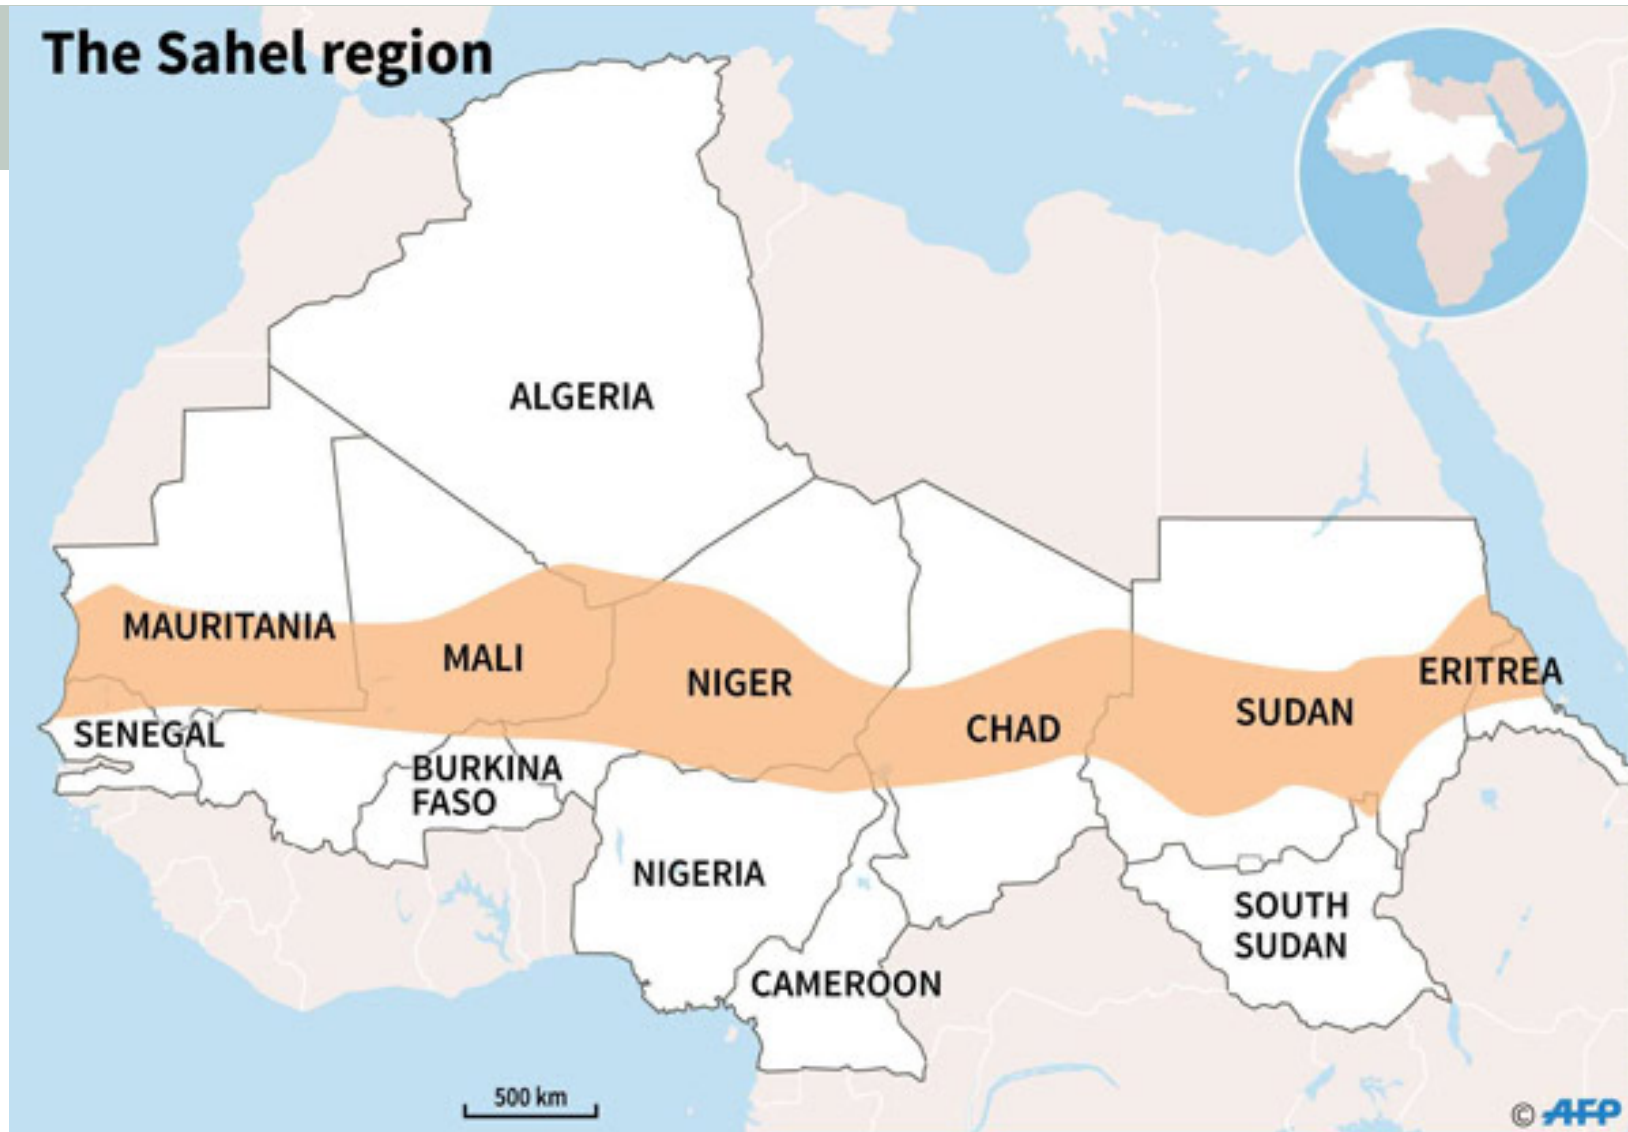 The Sahel region
ALGERIA
MAURITANIA
MALI
NIGER
CHAD
SUDAN
ERITREA
SENEGAL
BURKINA
FASO
NIGERIA
SOUTH
SUDAN
CAMEROON
500 km
© AFP